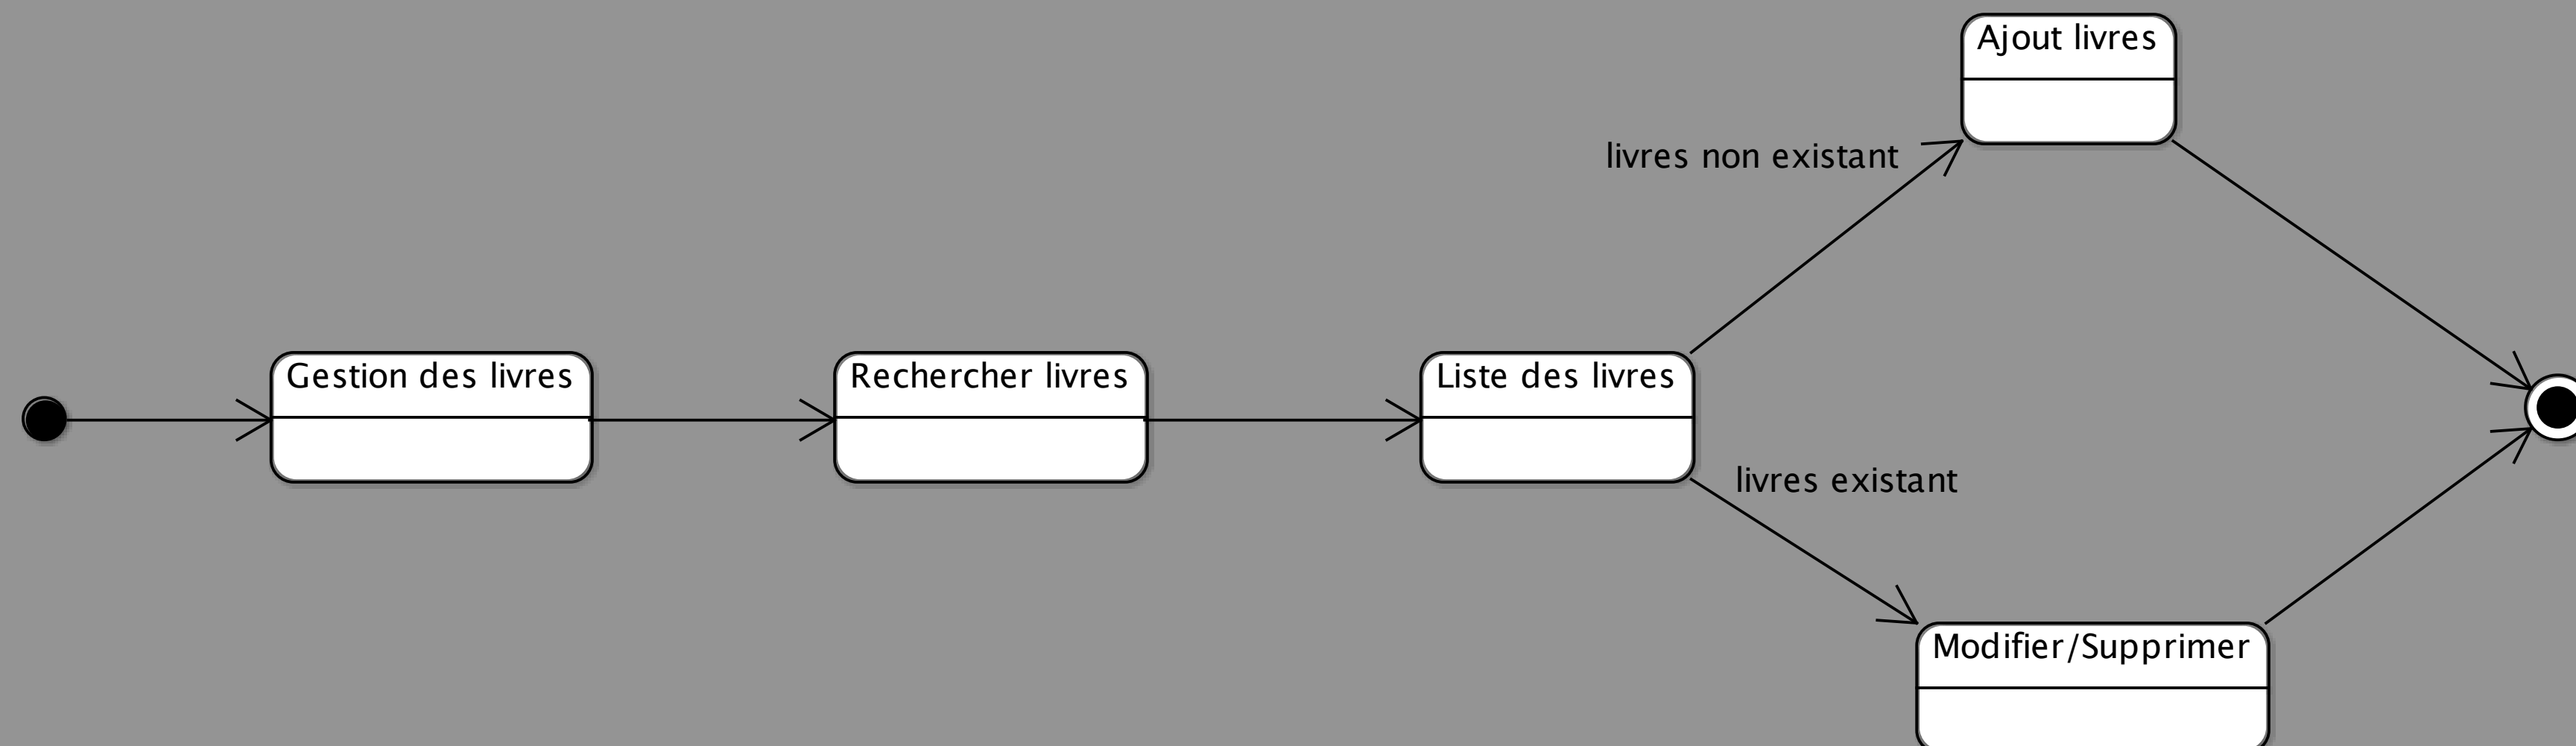 Ajout livres
livres non existant
Gestion des livres
Rechercher livres
Liste des livres
livres existant
Modifier/Supprimer